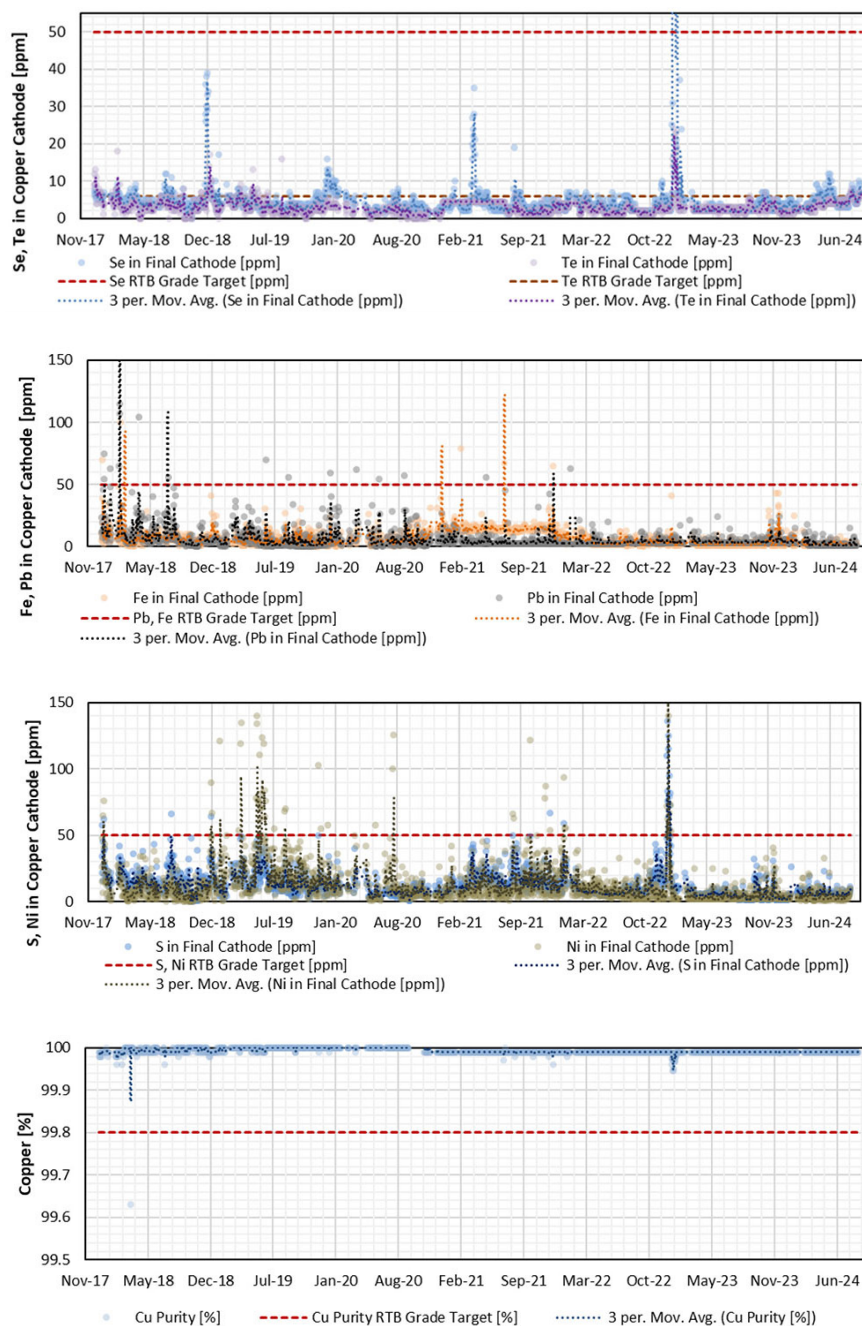 Se, Te in Copper Cathode [ppm]
50
40
30
20
10
0
Nov-17 May-18 Dec-18 Jul-19 Jan-20 Aug-20 Feb-21 Sep-21 Mar-22 Oct-22 May-23 Nov-23 Jun-24
Se in Final Cathode [ppm] Te in Final Cathode [ppm]
Se RTB Grade Target [ppm] Te RTB Grade Target [ppm]
3 per. Mov. Avg. (Se in Final Cathode [ppm]) 3 per. Mov. Avg. (Te in Final Cathode [ppm])
Fe, Pb in Copper Cathode [ppm]
150
100
50
0
Nov-17 May-18 Dec-18 Jul-19 Jan-20 Aug-20 Feb-21 Sep-21 Mar-22 Oct-22 May-23 Nov-23 Jun-24
Fe in Final Cathode [ppm] Pb in Final Cathode [ppm]
Pb, Fe RTB Grade Target [ppm] 3 per. Mov. Avg. (Fe in Final Cathode [ppm])
3 per. Mov. Avg. (Pb in Final Cathode [ppm])
S, Ni in Copper Cathode [ppm]
150
100
50
0
Nov-17 May-18 Dec-18 Jul-19 Jan-20 Aug-20 Feb-21 Sep-21 Mar-22 Oct-22 May-23 Nov-23 Jun-24
S in Final Cathode [ppm] Ni in Final Cathode [ppm]
S, Ni RTB Grade Target [ppm] 3 per. Mov. Avg. (S in Final Cathode [ppm])
3 per. Mov. Avg. (Ni in Final Cathode [ppm])
Copper [%]
100
99.9
99.8
99.7
99.6
99.5
Nov-17 May-18 Dec-18 Jul-19 Jan-20 Aug-20 Feb-21 Sep-21 Mar-22 Oct-22 May-23 Nov-23 Jun-24
Cu Purity [%] Cu Purity RTB Grade Target [%] 3 per. Mov. Avg. (Cu Purity [%])